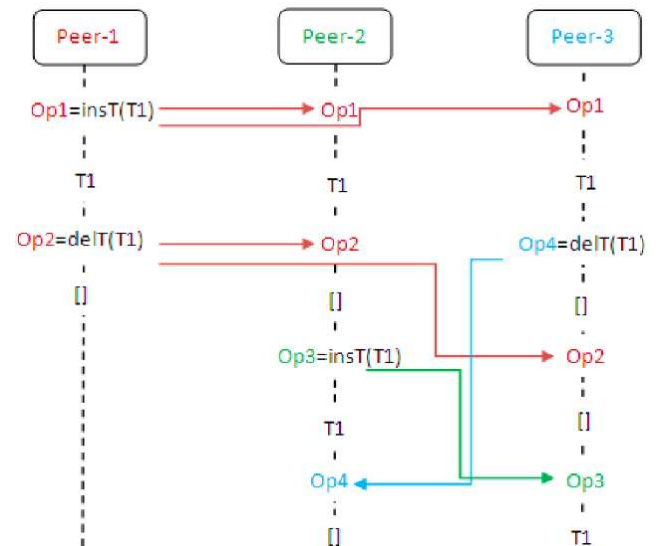 Peer-1 Peer-2 Peer-3
Op1=insT(T1) Op1 Op1
T1 T1 T1
Op2=delT(T1) Op2 Op4=delT(T1)
[] [] []
Op3=insT(T1) Op2
T1 []
Op4 Op3
[] T1